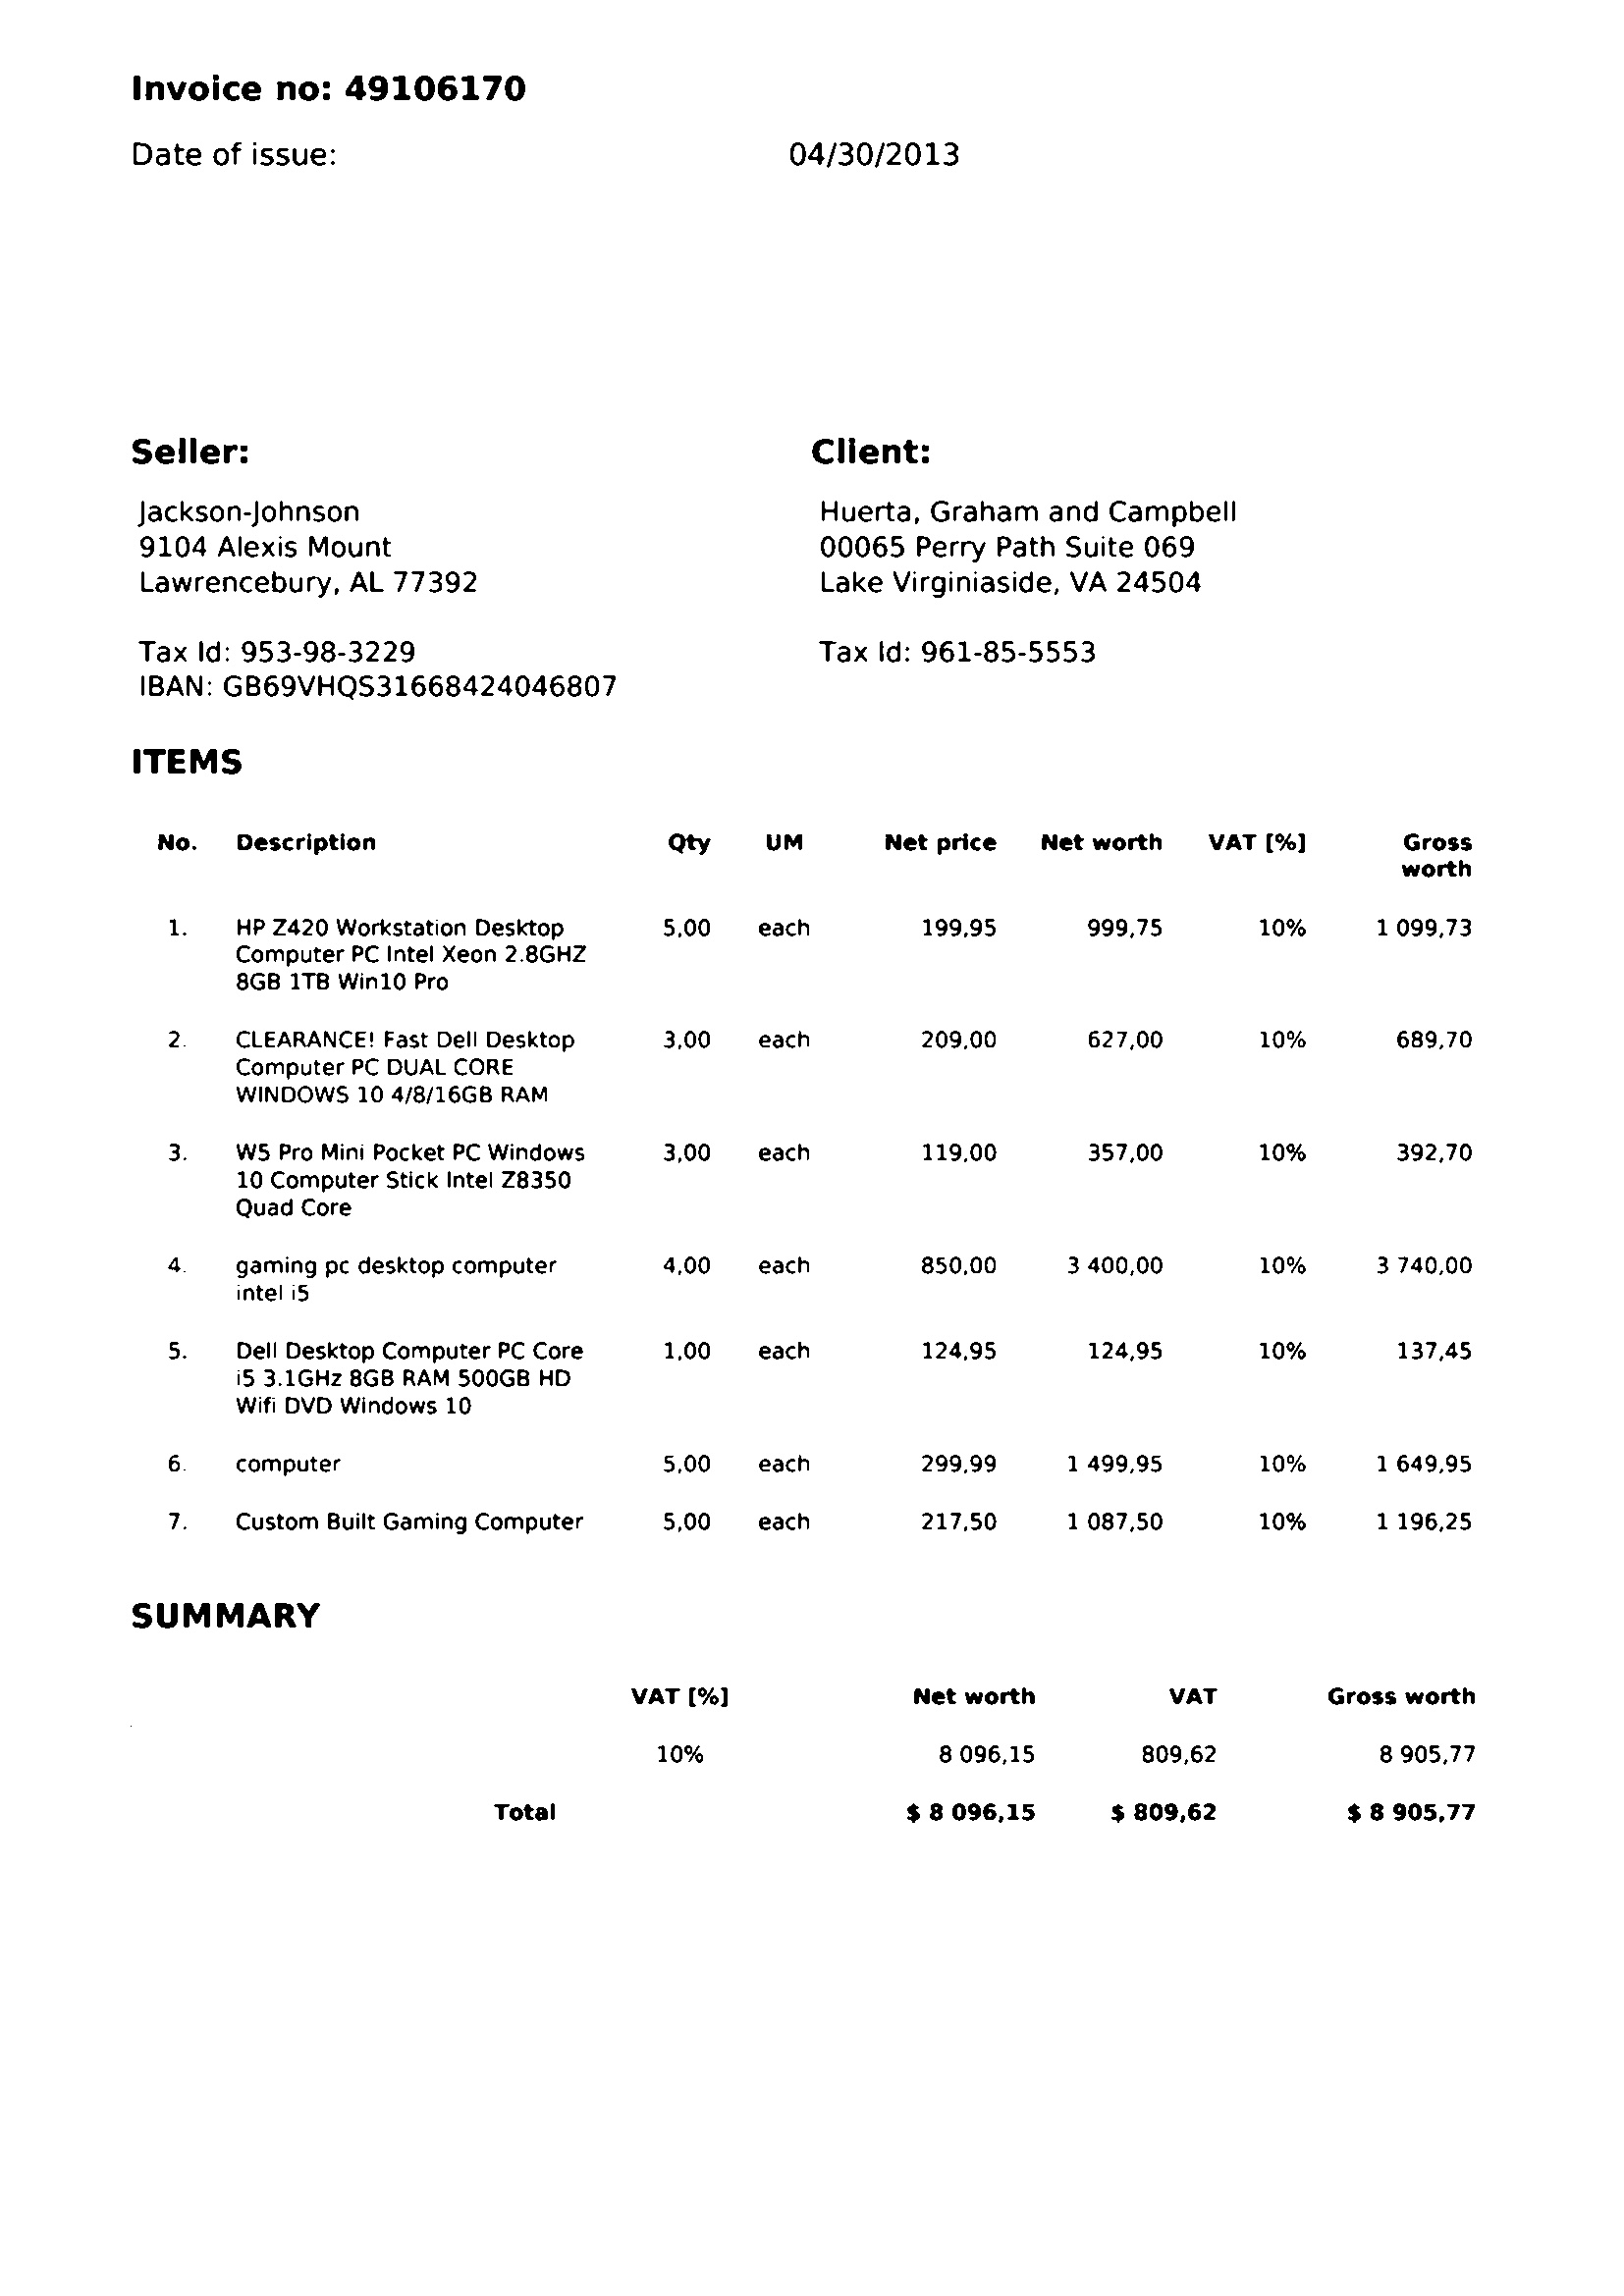 Invoice no: 49106170
Date of issue: 04/30/2013
Seller: Client:
Jackson-Johnson Huerta, Graham and Campbell
9104 Alexis Mount 00065 Perry Path Suite 069
Lawrencebury, AL 77392 Lake Virginiaside, VA 24504
Tax Id: 953-98-3229 Tax Id: 961-85-5553
IBAN: GB69VHQS31668424046807
ITEMS
No. Description Qty UM Net price Net worth VAT [%] Gross
worth
1. HP Z420 Workstation Desktop 5,00 each 199,95 999,75 10% 1 099,73
Computer PC Intel Xeon 2.8GHZ
8GB 1TB Win10 Pro
2. CLEARANCE! Fast Dell Desktop 3,00 each 209,00 627,00 10% 689,70
Computer PC DUAL CORE
WINDOWS 10 4/8/16GB RAM
3. W5 Pro Mini Pocket PC Windows 3,00 each 119,00 357,00 10% 392,70
10 Computer Stick Intel Z8350
Quad Core
4. gaming pc desktop computer 4,00 each 850,00 3 400,00 10% 3 740,00
intel i5
5. Dell Desktop Computer PC Core 1,00 each 124,95 124,95 10% 137,45
i5 3.1GHz 8GB RAM 500GB HD
Wifi DVD Windows 10
6. computer 5,00 each 299,99 1 499,95 10% 1 649,95
7. Custom Built Gaming Computer 5,00 each 217,50 1 087,50 10% 1 196,25
SUMMARY
VAT [%] Net worth VAT Gross worth
10% 8 096,15 809,62 8 905,77
Total $ 8 096,15 $ 809,62 $ 8 905,77